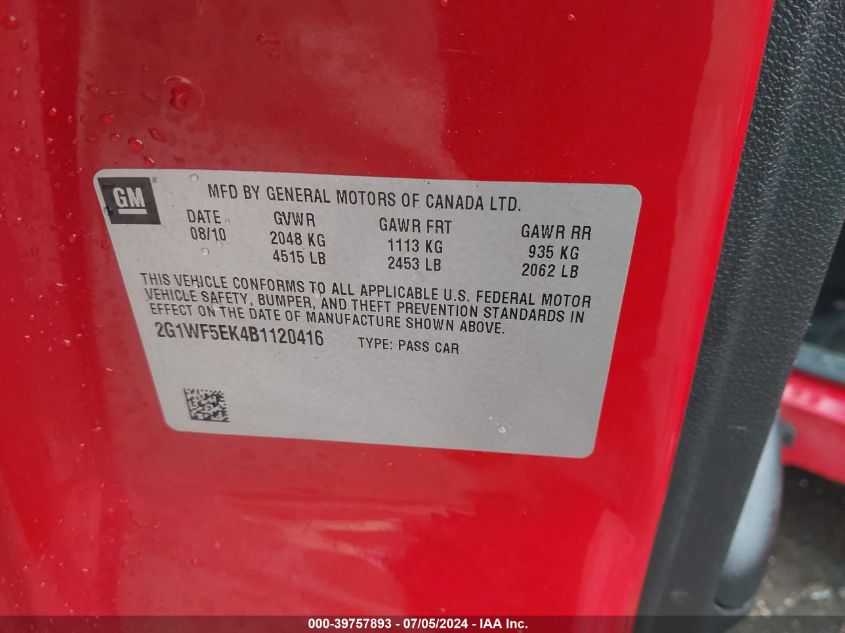 GM
MFD BY GENERAL MOTORS OF CANADA LTD.
DATE GVWR GAWR FRT GAWR RR
08/10 2048 KG 1113 KG 935 KG
4515 LB 2453 LB 2062 LB
THIS VEHICLE CONFORMS TO ALL APPLICABLE U.S. FEDERAL MOTOR
VEHICLE SAFETY, BUMPER, AND THEFT PREVENTION STANDARDS IN
EFFECT ON THE DATE OF MANUFACTURE SHOWN ABOVE.
2G1WF5EK4B1120416 TYPE: PASS CAR
000-39757893 - 07/05/2024 - IAA Inc.